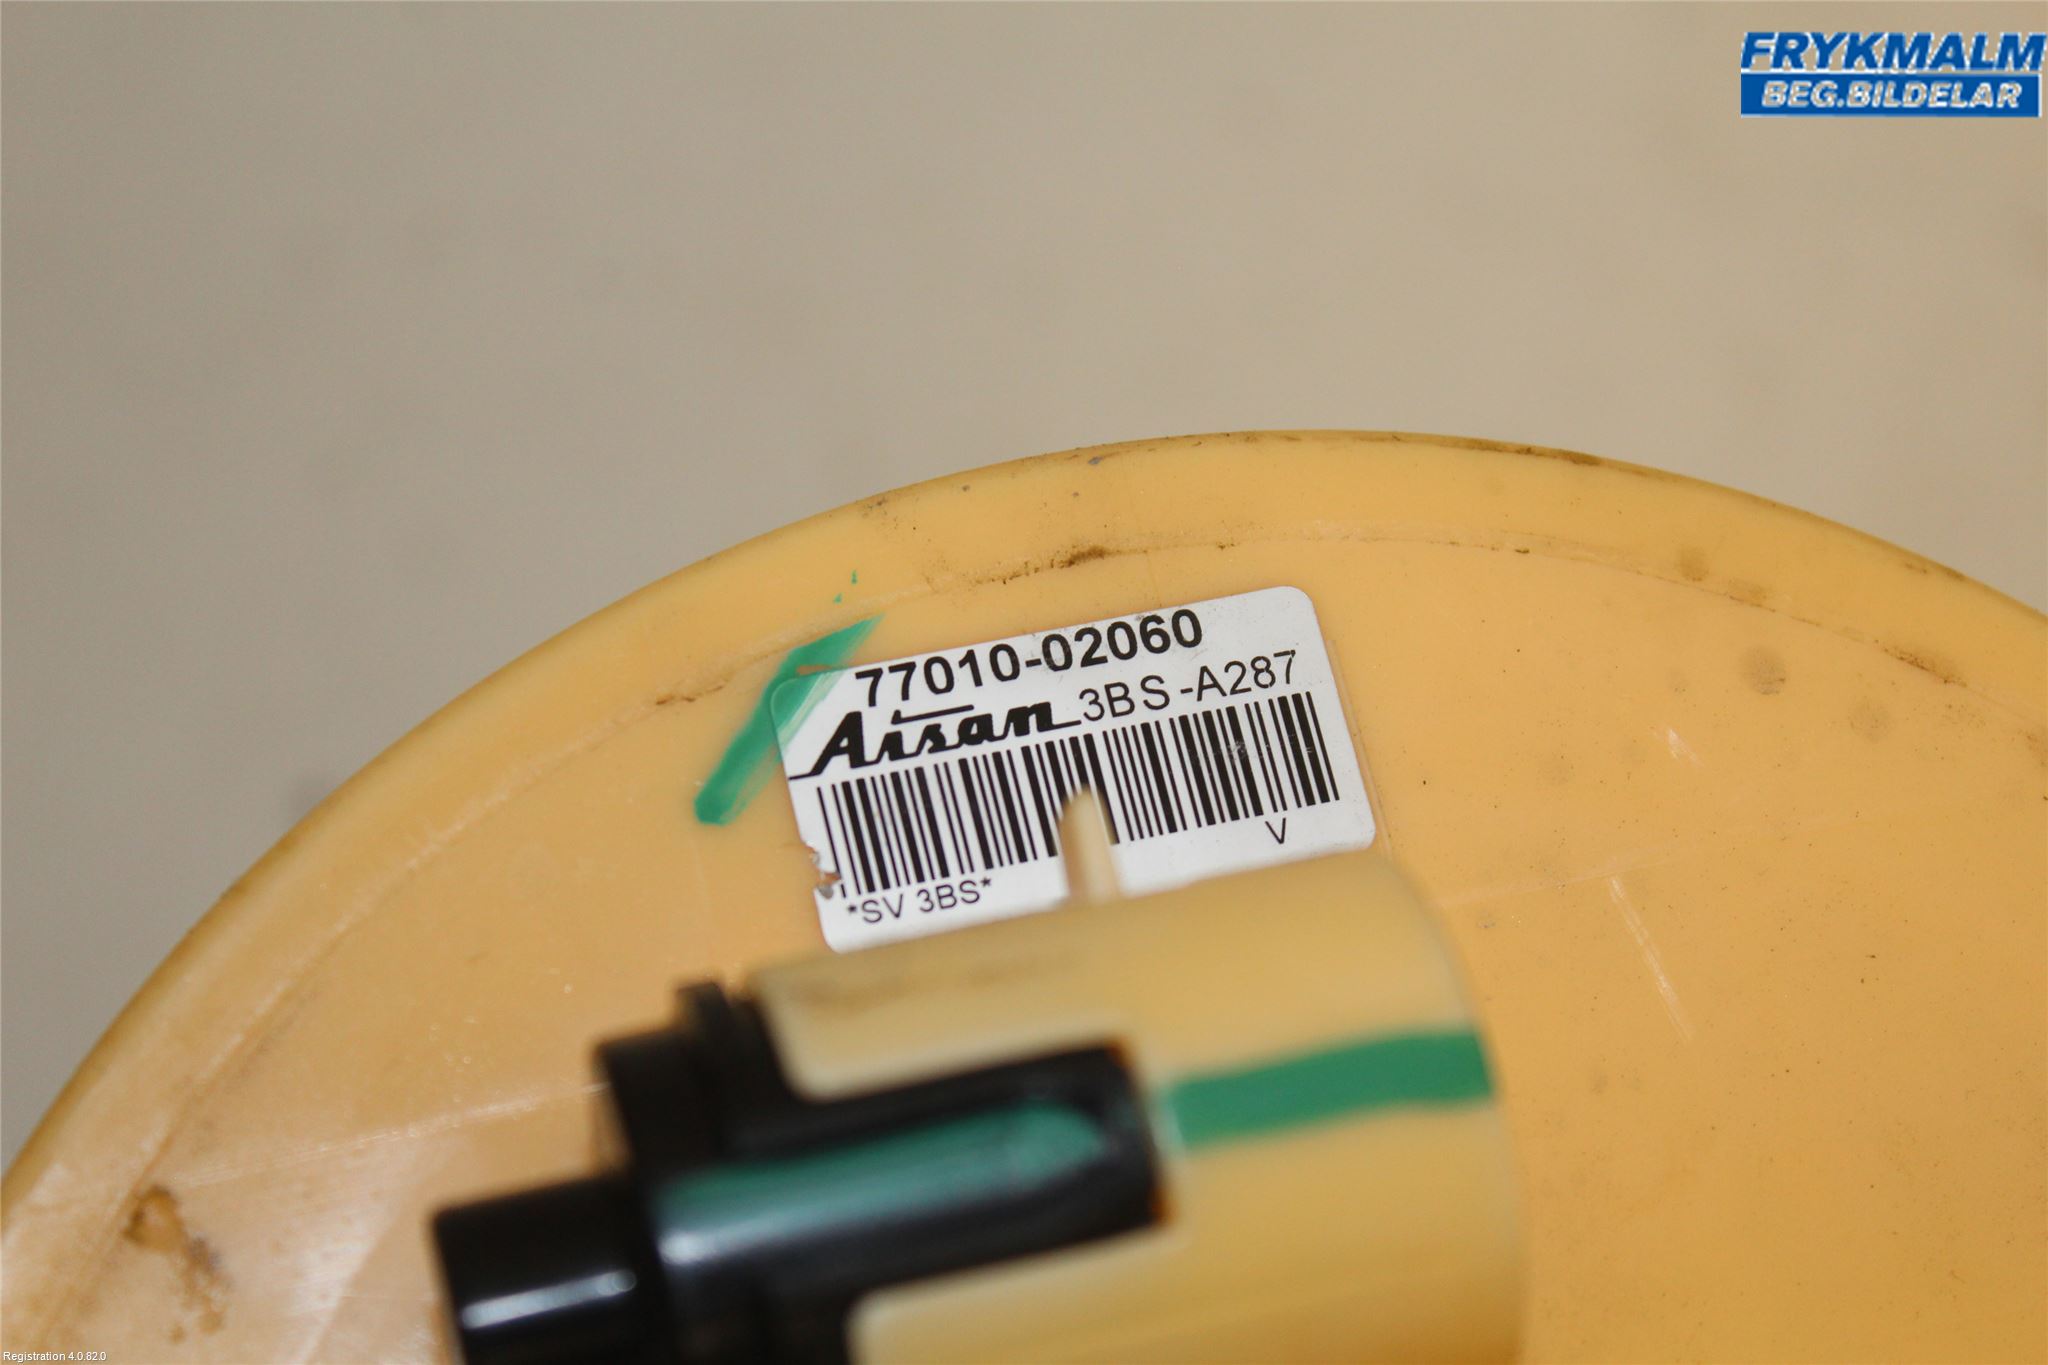 FRYKMALM
BEG.BILDELAR
77010-02060
Aisan 3BS-A287
V
*SV 3BS*
Registration 4.0.82.0